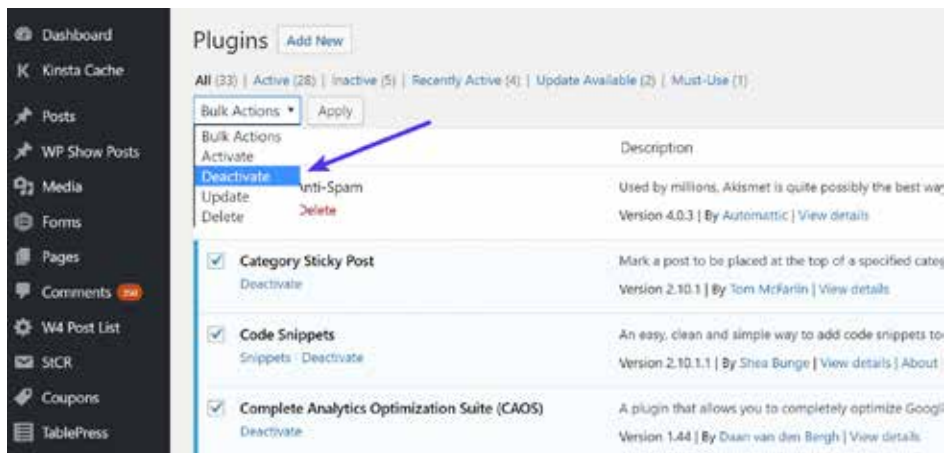 Dashboard
Kinsta Cache
Posts
WP Show Posts
Media
Forms
Pages
Comments
W4 Post List
StCR
Coupons
TablePress
Plugins Add New
All (33) | Active (28) | Inactive (5) | Recently Active (4) | Update Available (2) | Must-Use (1)
Bulk Actions Apply
Bulk Actions
Activate
Deactivate
Update
Delete
Description
Anti-Spam
Delete
Used by millions, Akismet is quite possibly the best way
Version 4.0.3 | By Automattic | View details
Category Sticky Post
Deactivate
Mark a post to be placed at the top of a specified categ
Version 2.10.1 | By Tom McFarlin | View details
Code Snippets
Snippets Deactivate
An easy, clean and simple way to add code snippets to
Version 2.10.1.1 | By Shea Bunge | View details | About
Complete Analytics Optimization Suite (CAOS)
Deactivate
A plugin that allows you to completely optimize Googl
Version 1.44 | By Daan van den Bergh | View details